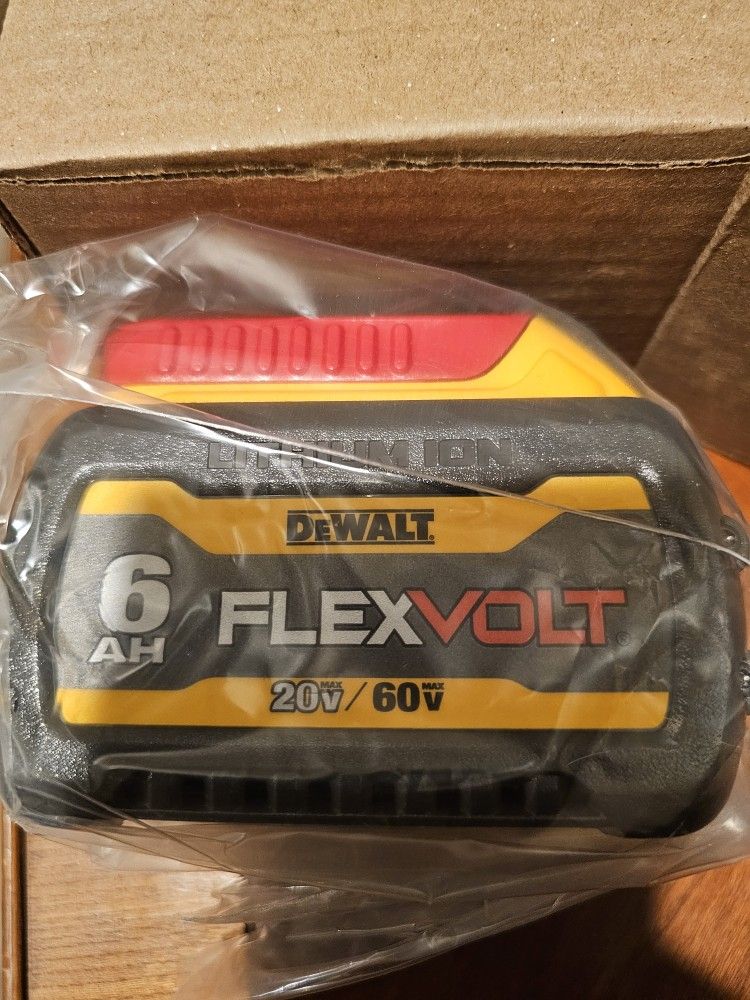 LITHIUM ION
DEWALT®
6
AH
FLEXVOLT®
20V MAX / 60V MAX